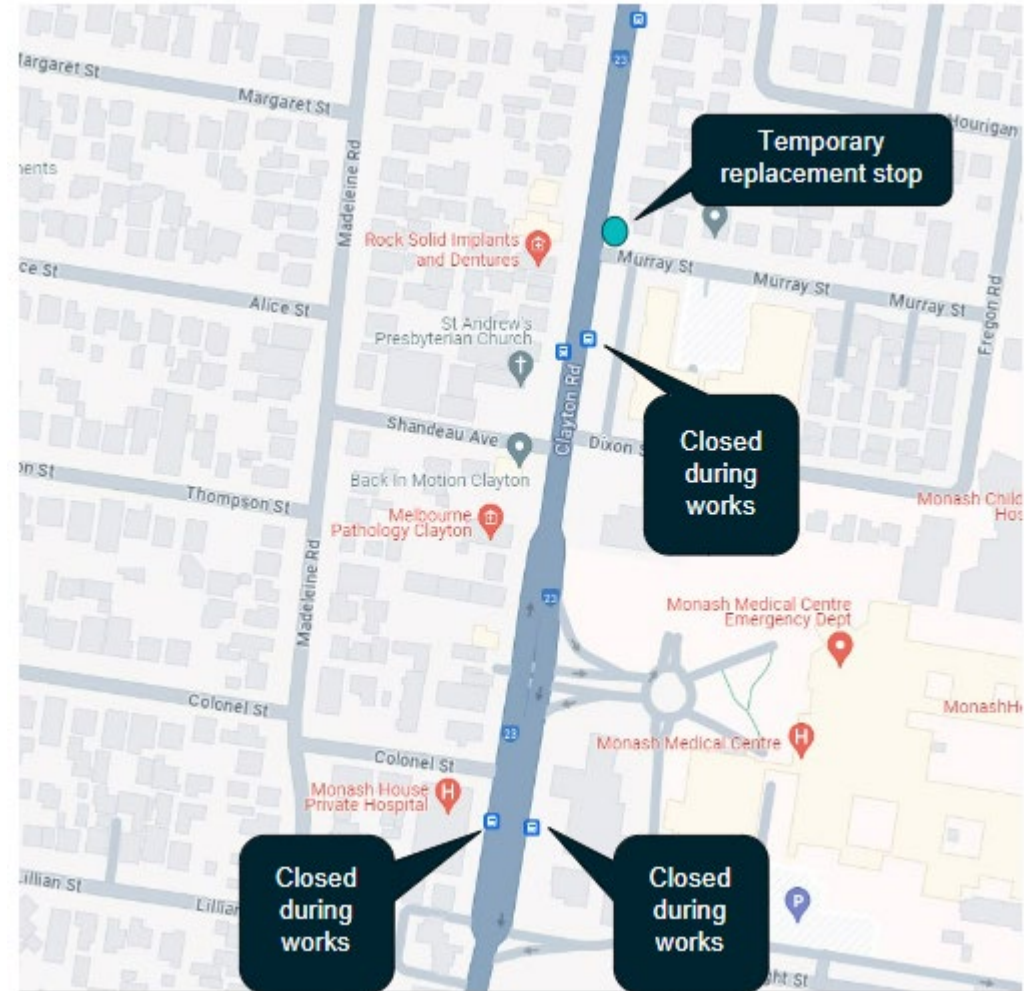 23
Temporary
replacement stop
Hourigan
Margaret St
Margaret St
Madeleine Rd
Rock Solid Implants
and Dentures
Murray St
Murray St
Murray St
Fregon Rd
Alice St
St Andrew's
Presbyterian Church
Clayton Rd
Shandeau Ave
Dixon
Closed
during
works
Back In Motion Clayton
Thompson St
Melbourne
Pathology Clayton
Monash
Madeleine Rd
23
Monash Medical Centre
Emergency Dept
Colonel St
23
Monash Medical Centre
H
Colonel St
Monash House
Private Hospital
H
Closed
during
works
Closed
during
works
P
Lillian St
St